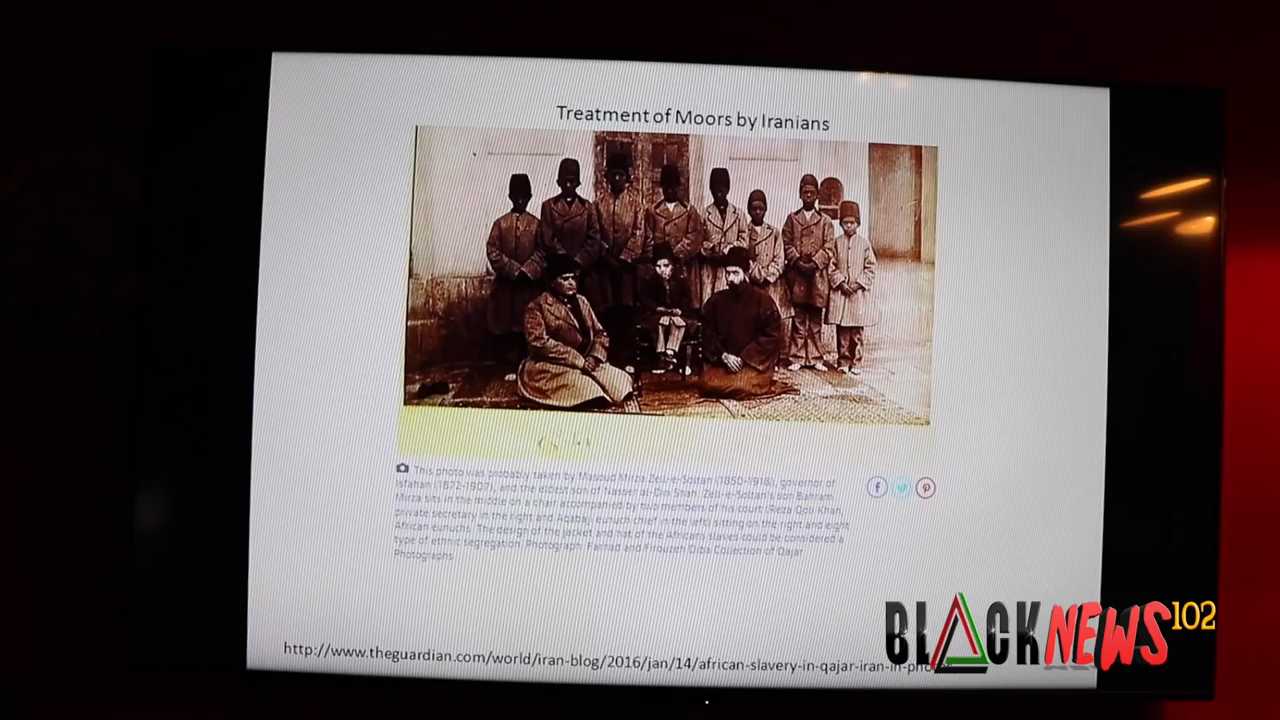 Treatment of Moors by Iranians
This photo was probably taken by Masoud Mirza Zell-e-Soltan (1850-1918), governor of
Isfahan (1872-1907), and the eldest son of Nasser al-Din Shah. Zell-e-Soltan's son Bahram
Mirza sits in the middle on a chair accompanied by two members of his court (Reza Qoli Khan,
private secretary in the right and Aqabaji eunuch chief in the left) sitting on the right and eight
African eunuchs. The design of the jacket and hat of the Africans slaves could be considered a
type of ethnic segregation. Photograph: Farhad and Firouzeh Diba Collection of Qajar
Photographs
http://www.theguardian.com/world/iran-blog/2016/jan/14/african-slavery-in-qajar-iran-in-pho
BLACKNEWS102